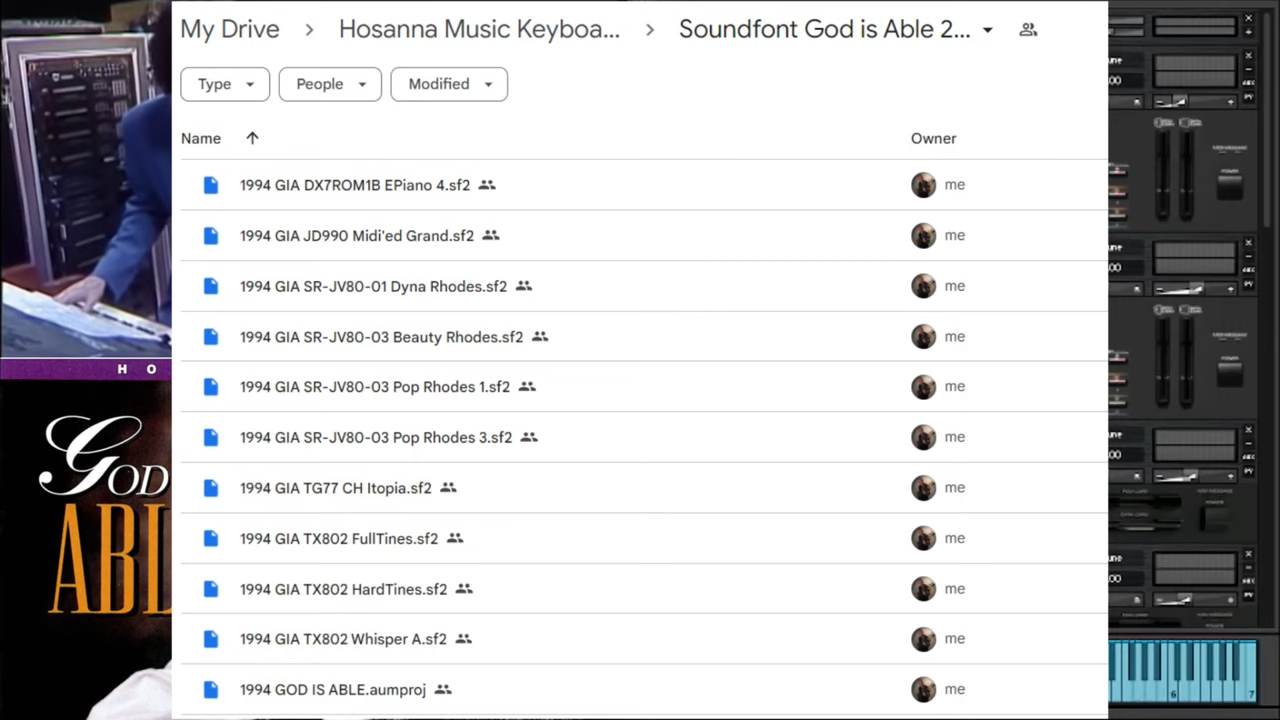 My Drive > Hosanna Music Keyboa... > Soundfont God is Able 2...
Type People Modified
Name Owner
1994 GIA DX7ROM1B EPiano 4.sf2 me
1994 GIA JD990 Midi'ed Grand.sf2 me
1994 GIA SR-JV80-01 Dyna Rhodes.sf2 me
1994 GIA SR-JV80-03 Beauty Rhodes.sf2 me
1994 GIA SR-JV80-03 Pop Rhodes 1.sf2 me
1994 GIA SR-JV80-03 Pop Rhodes 3.sf2 me
1994 GIA TG77 CH Itopia.sf2 me
1994 GIA TX802 FullTines.sf2 me
1994 GIA TX802 HardTines.sf2 me
1994 GIA TX802 Whisper A.sf2 me
1994 GOD IS ABLE.aumproj me
H O
GOD
ABL
POWER
POWER
6 7